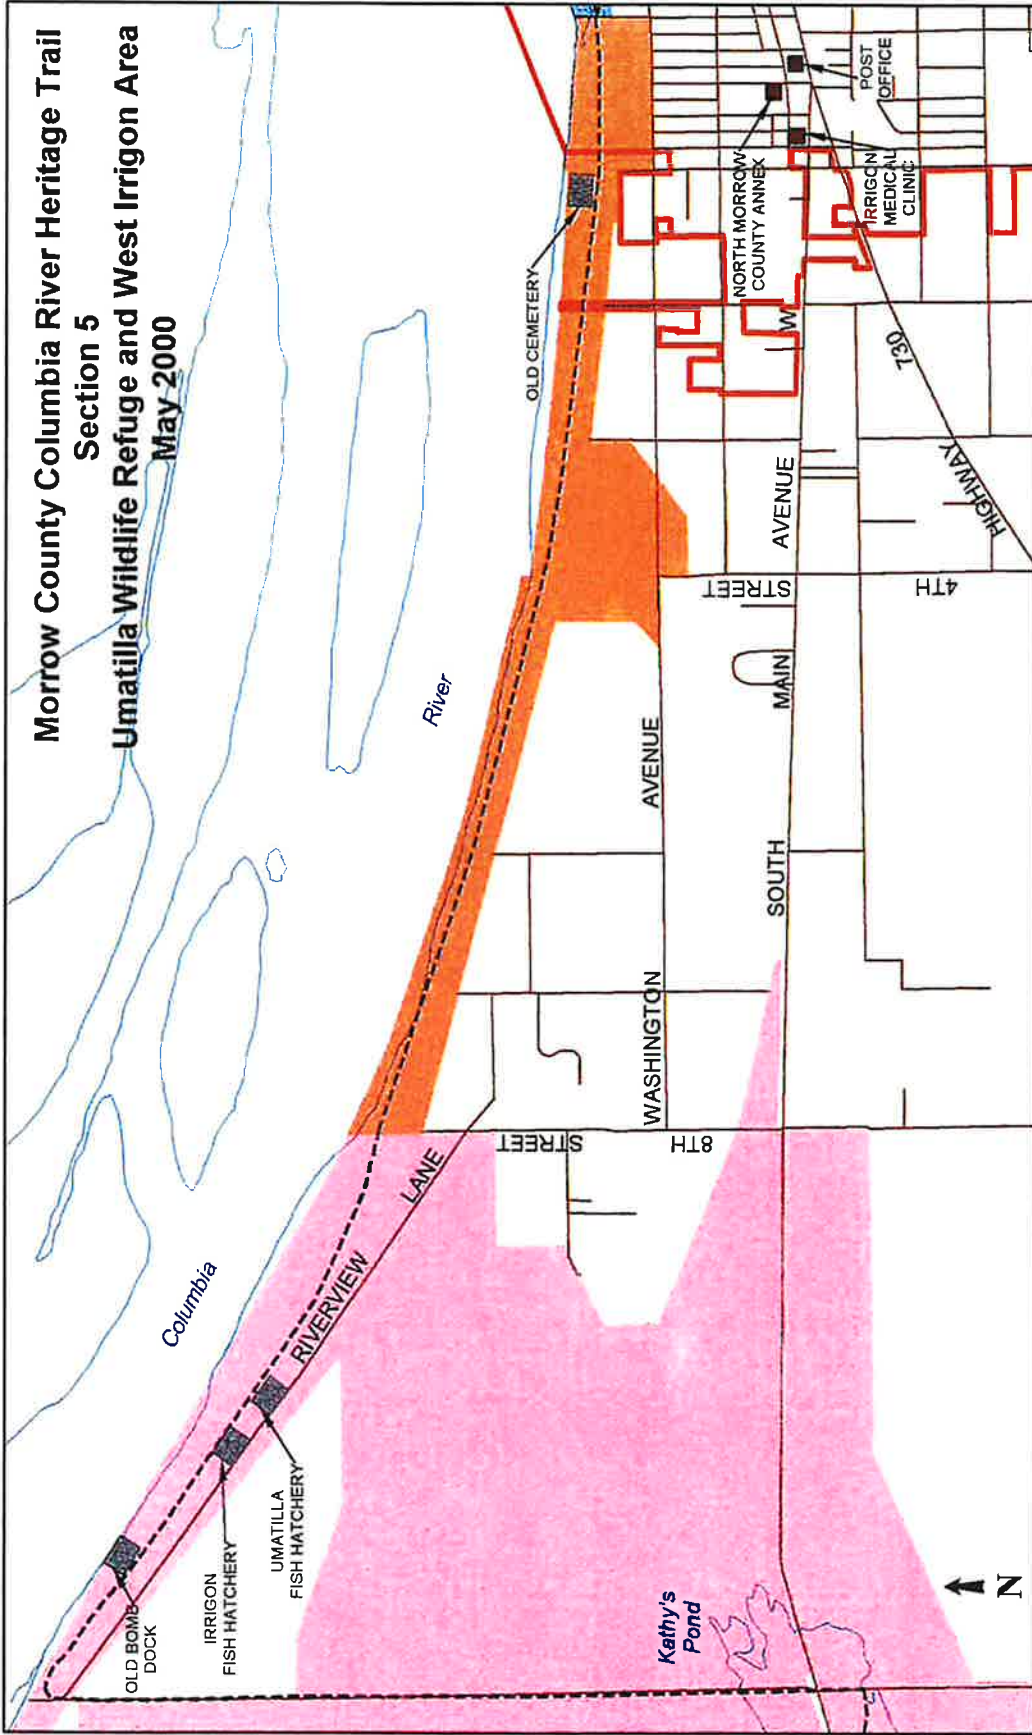 Morrow County Columbia River Heritage Trail
Section 5
Umatilla Wildlife Refuge and West Irrigon Area
May 2000
Columbia
River
OLD BOMB
DOCK
IRRIGON
FISH HATCHERY
UMATILLA
FISH HATCHERY
RIVERVIEW
LANE
OLD CEMETERY
NORTH MORROW
COUNTY ANNEX
POST
OFFICE
IRRIGON
MEDICAL
CLINIC
STREET
8TH
WASHINGTON
AVENUE
SOUTH
MAIN
AVENUE
W
STREET
4TH
HIGHWAY
730
Kathy's
Pond
N